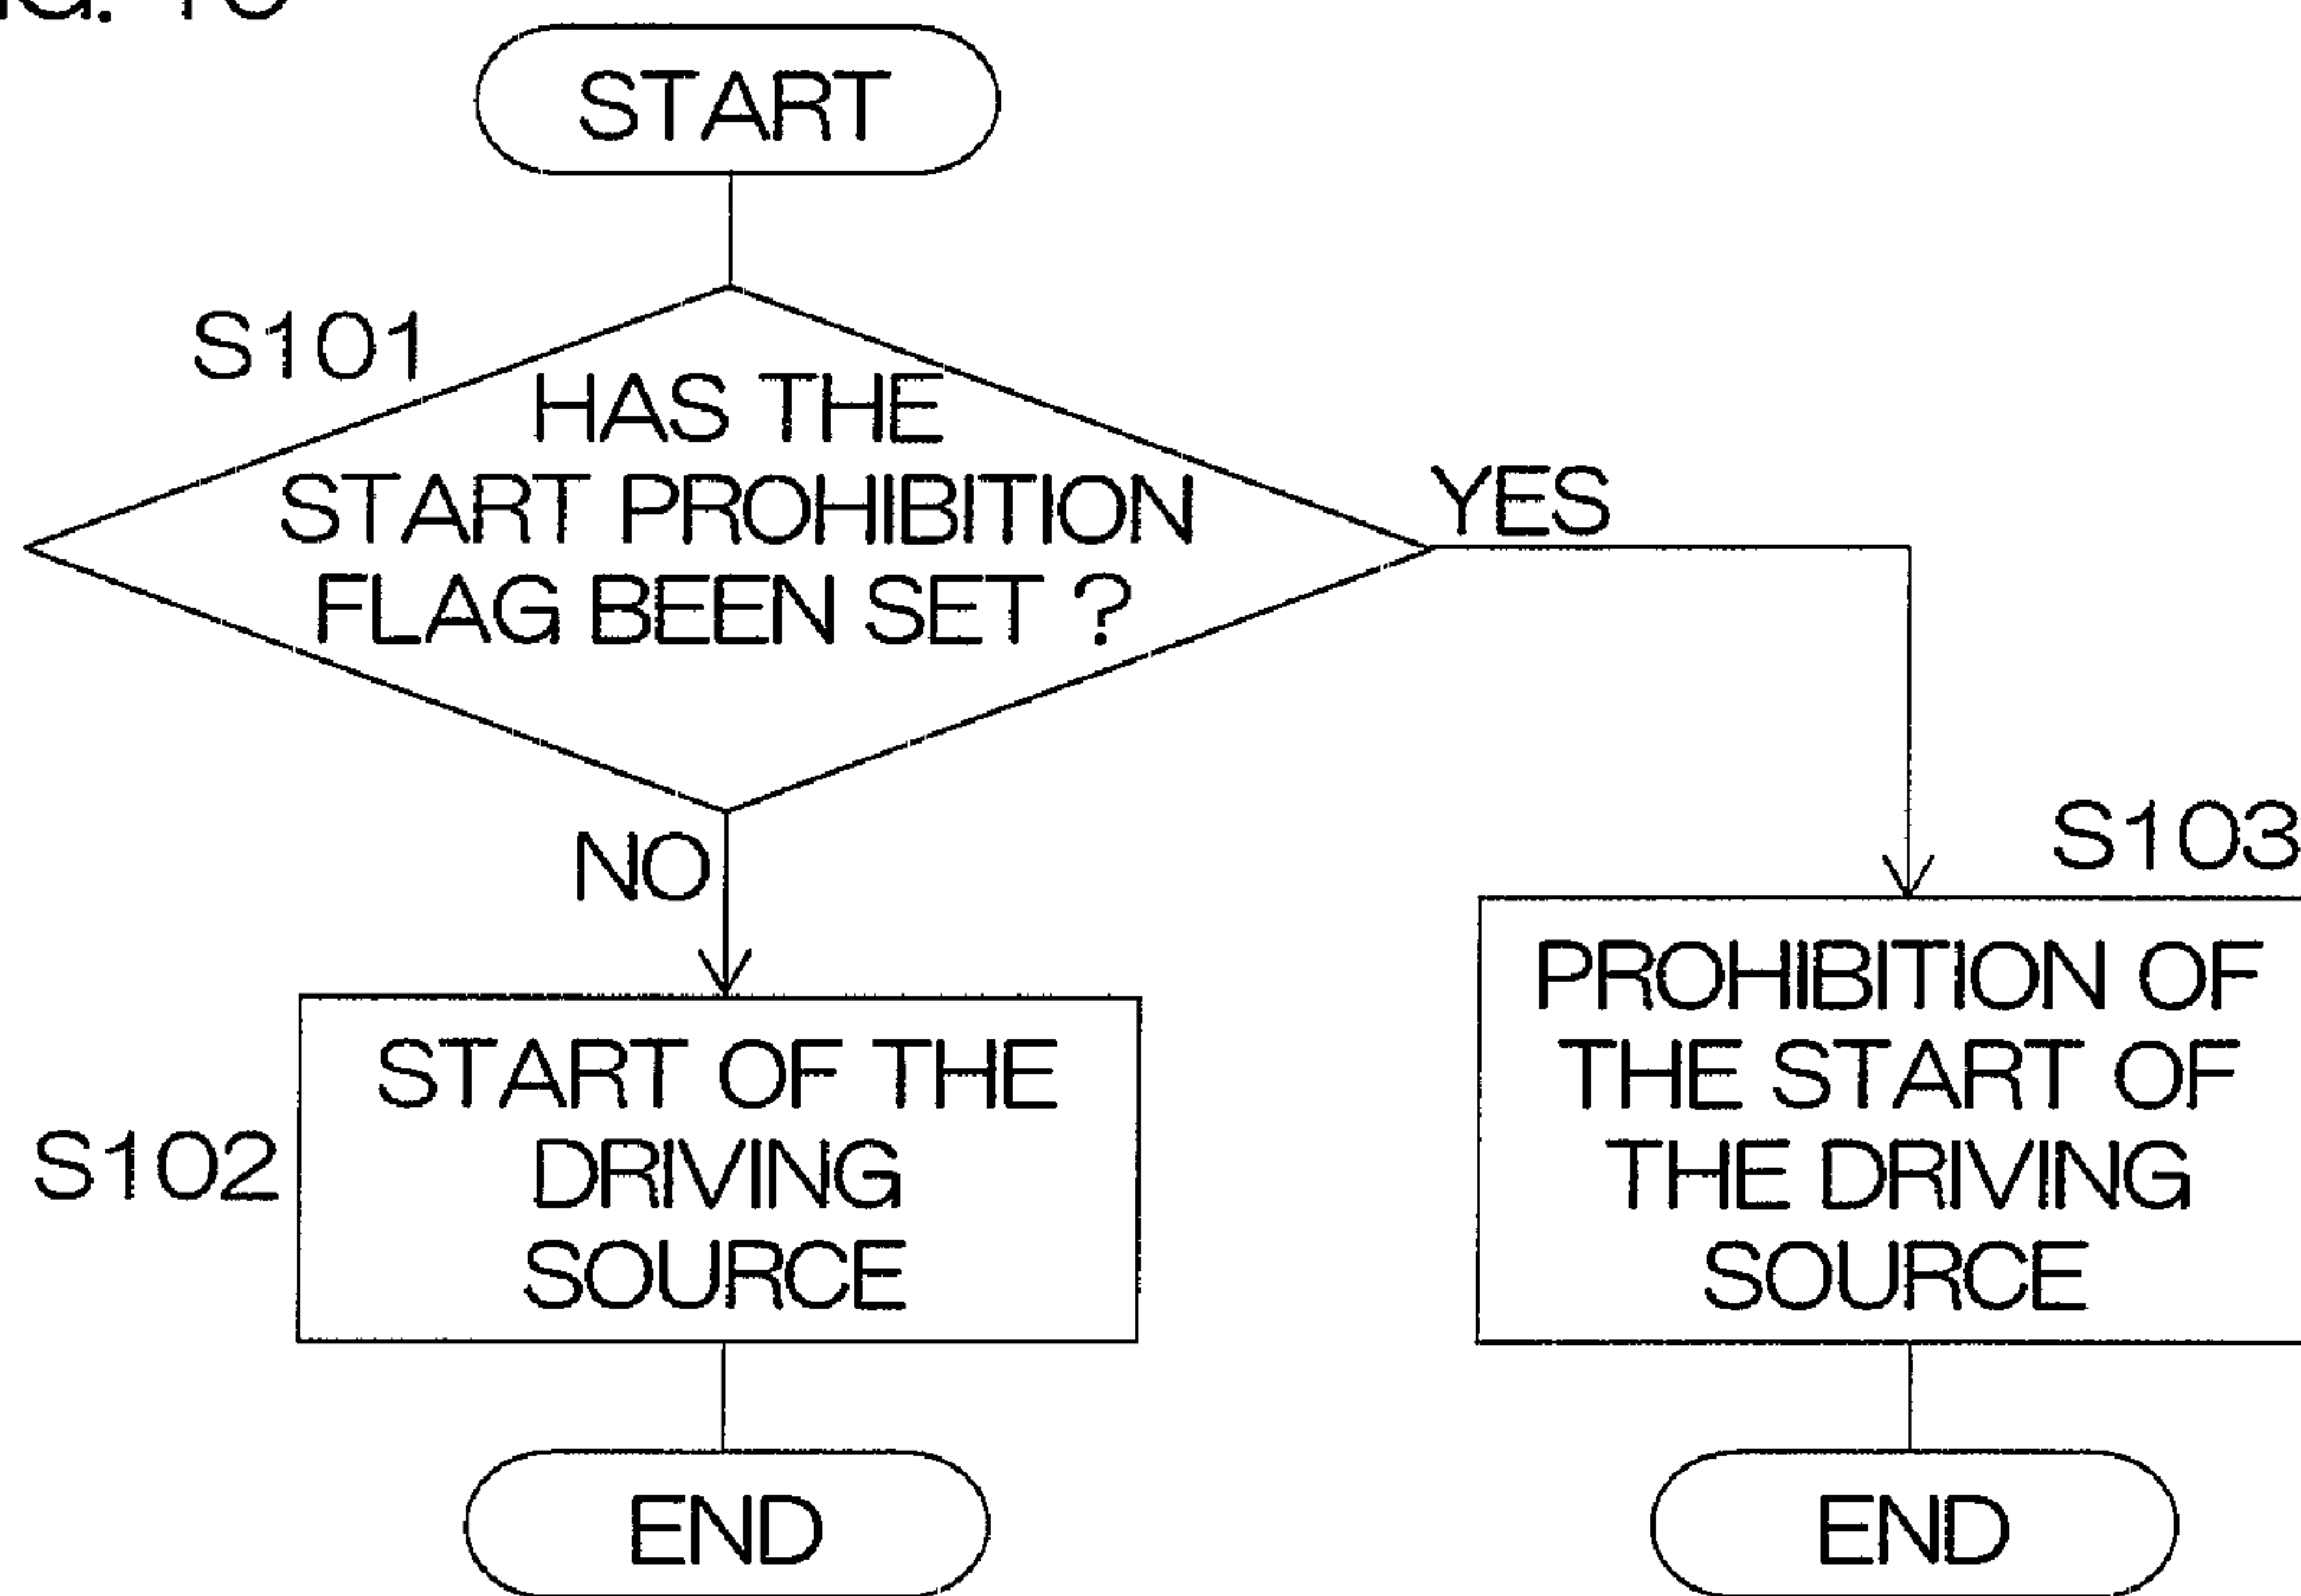 START
S101
HAS THE
START PROHIBITION
FLAG BEEN SET ?
YES
NO
S103
START OF THE
DRIVING
SOURCE
S102
PROHIBITION OF
THE START OF
THE DRIVING
SOURCE
END
END